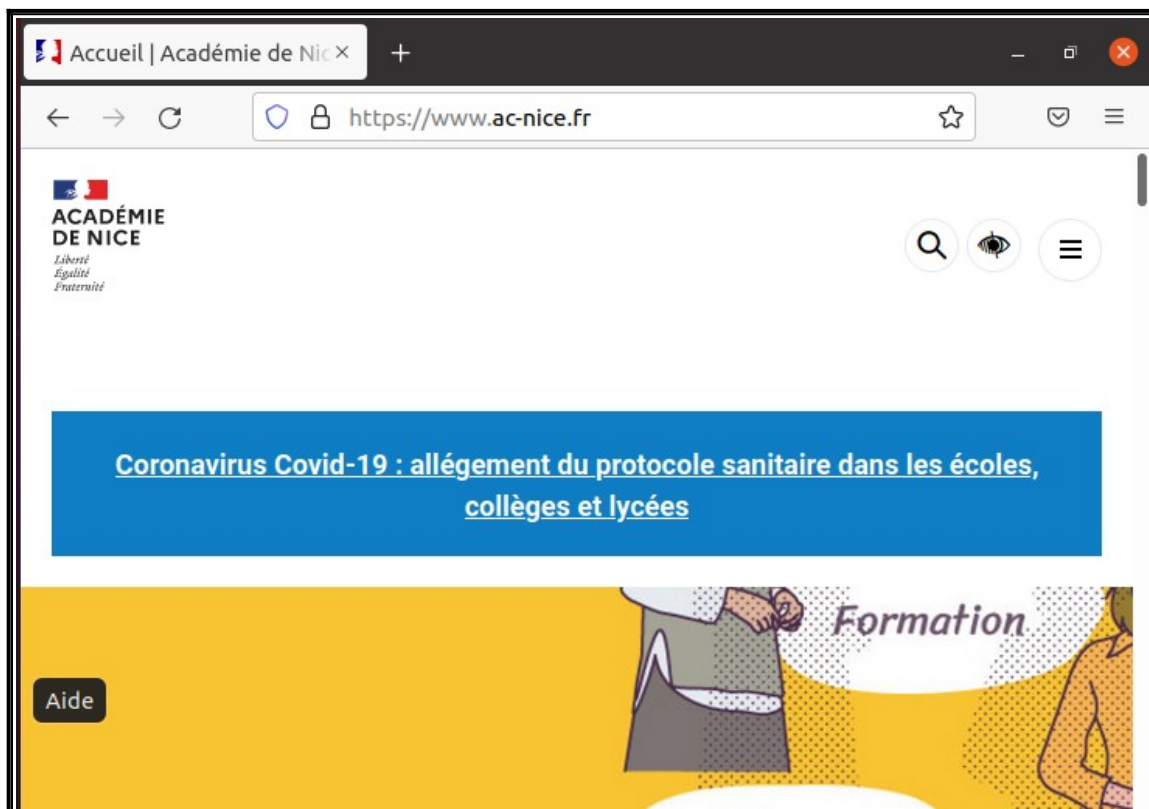 Accueil | Académie de Nic
https://www.ac-nice.fr
ACADÉMIE
DE NICE
Liberté
Égalité
Fraternité
Coronavirus Covid-19 : allégement du protocole sanitaire dans les écoles,
collèges et lycées
Formation
Aide